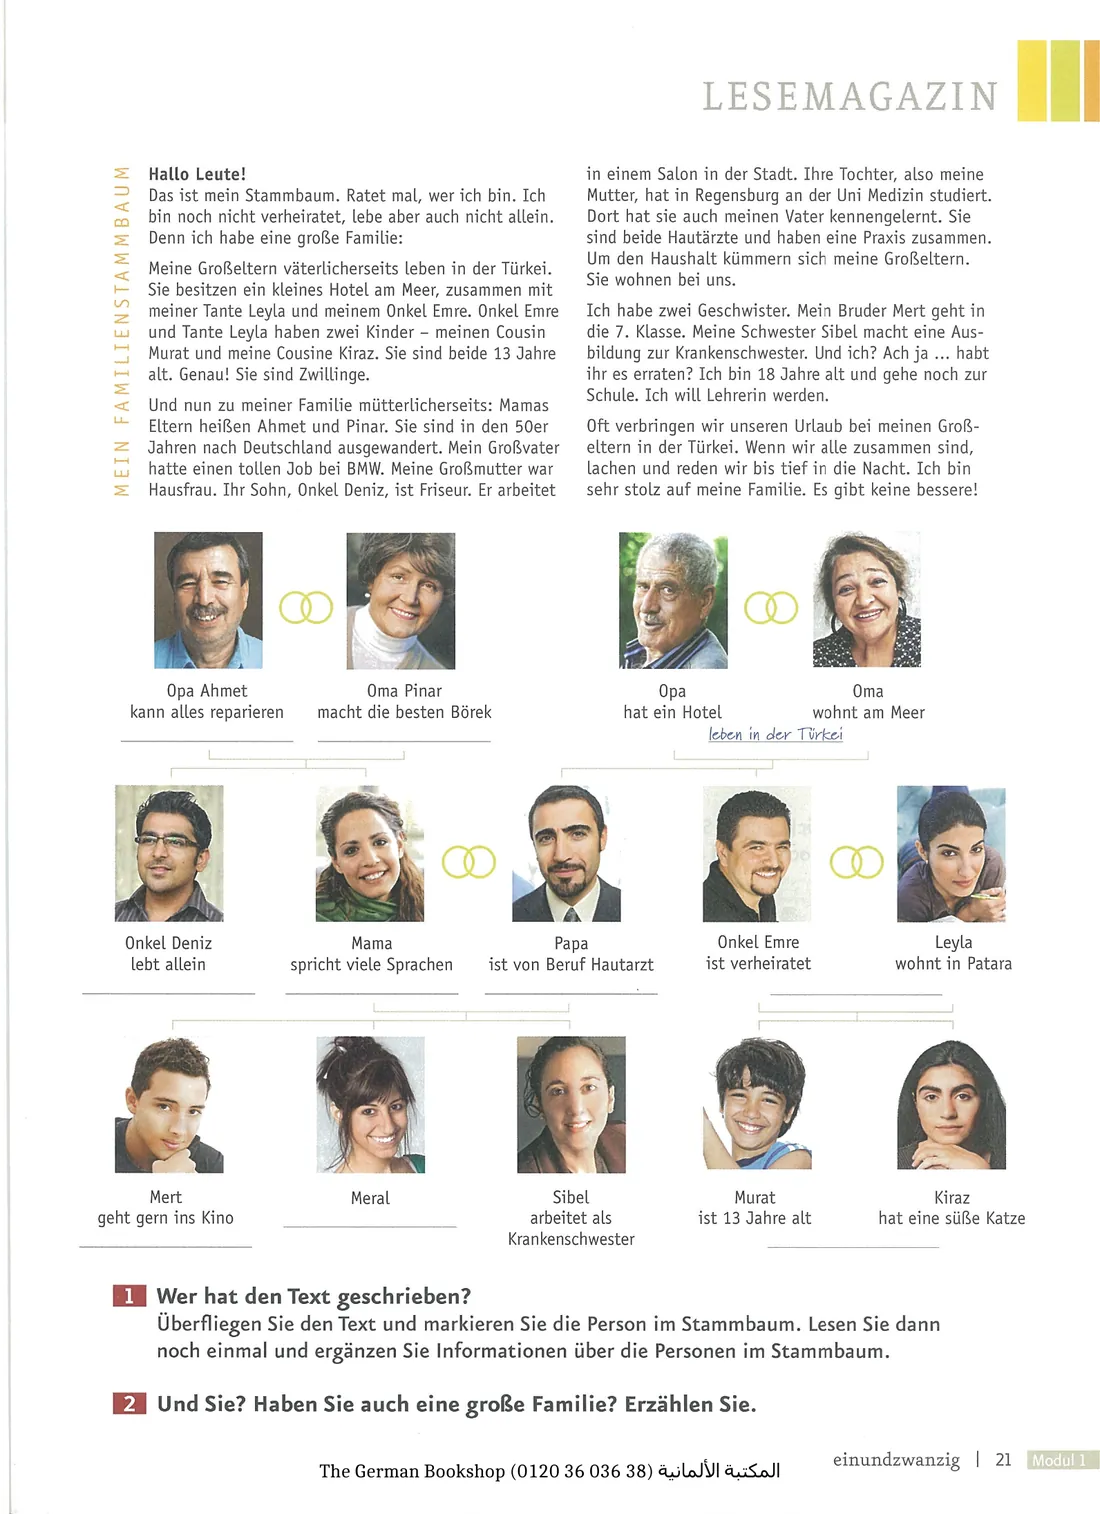 LESEMAGAZIN
MEIN FAMILIENSTAMMBAUM
Hallo Leute!
Das ist mein Stammbaum. Ratet mal, wer ich bin. Ich
bin noch nicht verheiratet, lebe aber auch nicht allein.
Denn ich habe eine große Familie:
Meine Großeltern väterlicherseits leben in der Türkei.
Sie besitzen ein kleines Hotel am Meer, zusammen mit
meiner Tante Leyla und meinem Onkel Emre. Onkel Emre
und Tante Leyla haben zwei Kinder – meinen Cousin
Murat und meine Cousine Kiraz. Sie sind beide 13 Jahre
alt. Genau! Sie sind Zwillinge.
Und nun zu meiner Familie mütterlicherseits: Mamas
Eltern heißen Ahmet und Pinar. Sie sind in den 50er
Jahren nach Deutschland ausgewandert. Mein Großvater
hatte einen tollen Job bei BMW. Meine Großmutter war
Hausfrau. Ihr Sohn, Onkel Deniz, ist Friseur. Er arbeitet
in einem Salon in der Stadt. Ihre Tochter, also meine
Mutter, hat in Regensburg an der Uni Medizin studiert.
Dort hat sie auch meinen Vater kennengelernt. Sie
sind beide Hautärzte und haben eine Praxis zusammen.
Um den Haushalt kümmern sich meine Großeltern.
Sie wohnen bei uns.
Ich habe zwei Geschwister. Mein Bruder Mert geht in
die 7. Klasse. Meine Schwester Sibel macht eine Aus-
bildung zur Krankenschwester. Und ich? Ach ja ... habt
ihr es erraten? Ich bin 18 Jahre alt und gehe noch zur
Schule. Ich will Lehrerin werden.
Oft verbringen wir unseren Urlaub bei meinen Groß-
eltern in der Türkei. Wenn wir alle zusammen sind,
lachen und reden wir bis tief in die Nacht. Ich bin
sehr stolz auf meine Familie. Es gibt keine bessere!
Opa Ahmet
kann alles reparieren
Oma Pinar
macht die besten Börek
Opa
hat ein Hotel
Oma
wohnt am Meer
leben in der Türkei
Onkel Deniz
lebt allein
Mama
spricht viele Sprachen
Papa
ist von Beruf Hautarzt
Onkel Emre
ist verheiratet
Leyla
wohnt in Patara
Mert
geht gern ins Kino
Meral
Sibel
arbeitet als
Krankenschwester
Murat
ist 13 Jahre alt
Kiraz
hat eine süße Katze
1 Wer hat den Text geschrieben?
Überfliegen Sie den Text und markieren Sie die Person im Stammbaum. Lesen Sie dann
noch einmal und ergänzen Sie Informationen über die Personen im Stammbaum.
2 Und Sie? Haben Sie auch eine große Familie? Erzählen Sie.
einundzwanzig | 21 Modul 1
The German Bookshop (0120 36 036 38) المكتبة الألمانية